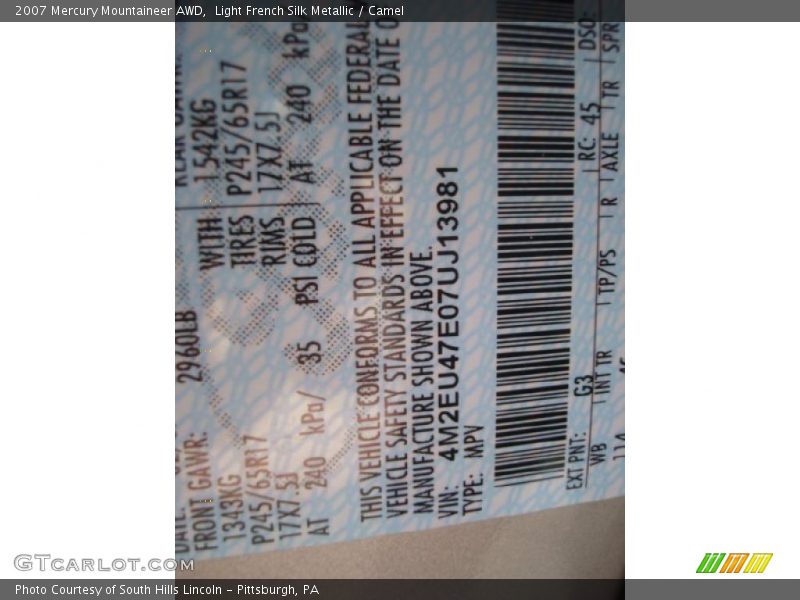 2007 Mercury Mountaineer AWD,  Light French Silk Metallic / Camel
DATE:
FRONT GAWR: 2960LB
1343KG WITH 1542KG
P245/65R17 TIRES P245/65R17
17X7.5J RIMS 17X7.5J
AT 240 kPa/ 35 PSI COLD AT 240 kPa/
THIS VEHICLE CONFORMS TO ALL APPLICABLE FEDERAL
VEHICLE SAFETY STANDARDS IN EFFECT ON THE DATE O
MANUFACTURE SHOWN ABOVE.
VIN: 4M2EU47E07UJ13981
TYPE: MPV
EXT PNT: G3 RC: 45 DSO:
WB INT TR TP/PS R AXLE TR SPR
114
GTCARLOT.COM
Photo Courtesy of South Hills Lincoln – Pittsburgh, PA